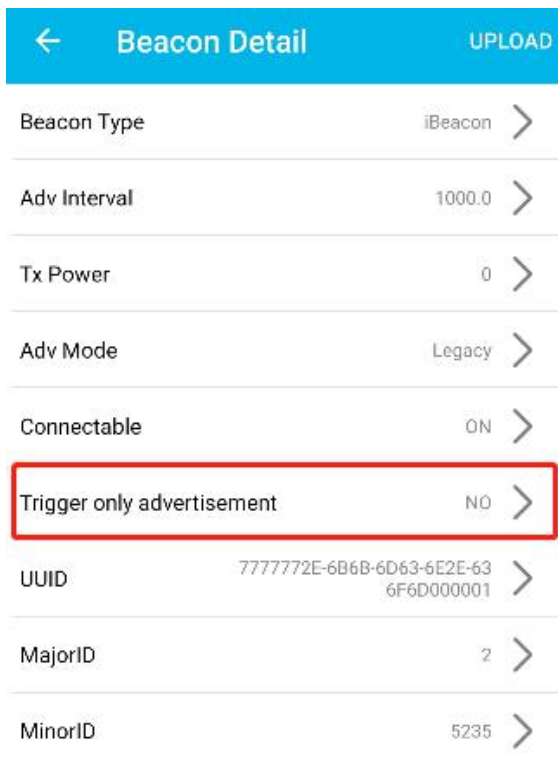 Beacon Detail UPLOAD
Beacon Type iBeacon
Adv Interval 1000.0
Tx Power 0
Adv Mode Legacy
Connectable ON
Trigger only advertisement NO
UUID 7777772E-6B6B-6D63-6E2E-63
6F6D000001
MajorID 2
MinorID 5235